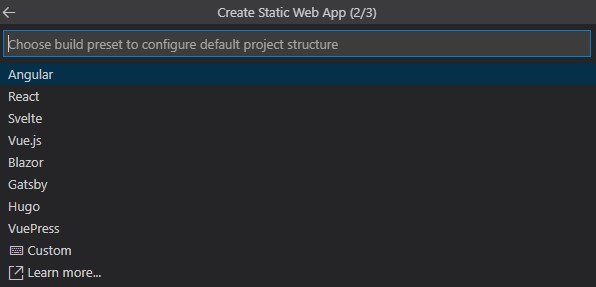 Create Static Web App (2/3)
Choose build preset to configure default project structure
Angular
React
Svelte
Vue.js
Blazor
Gatsby
Hugo
VuePress
Custom
Learn more...